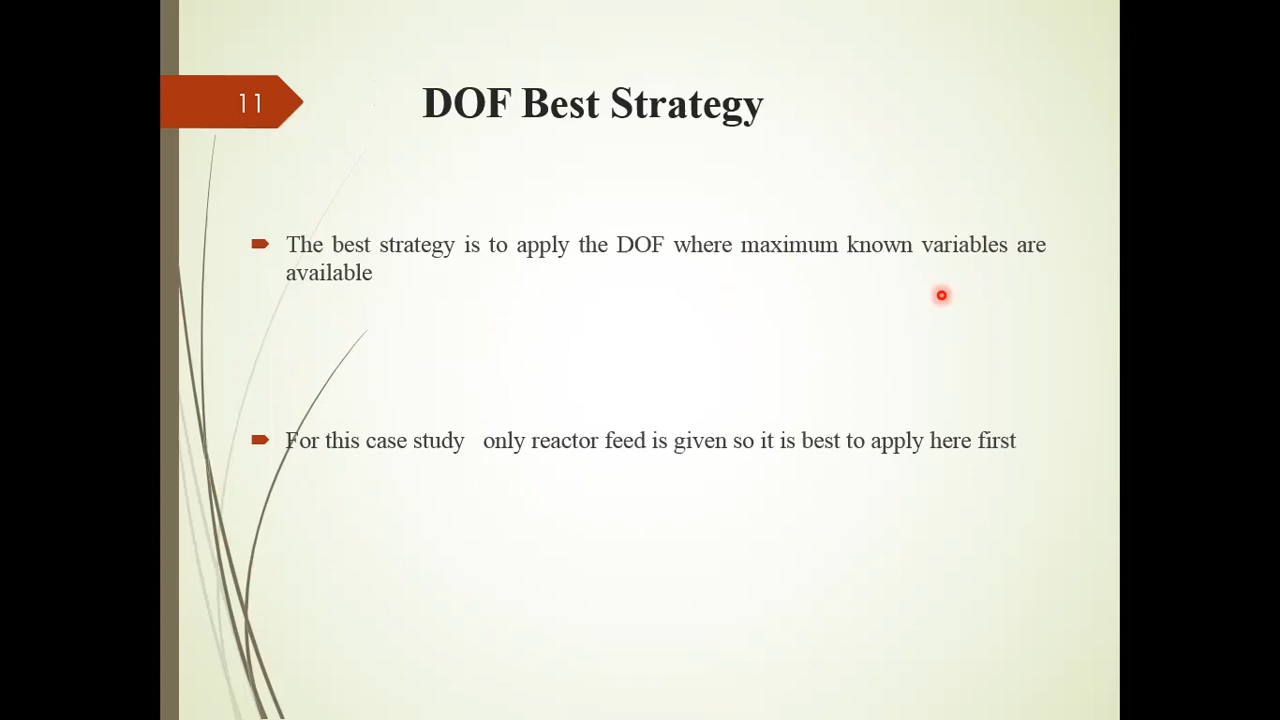 11
DOF Best Strategy
The best strategy is to apply the DOF where maximum known variables are
available
For this case study only reactor feed is given so it is best to apply here first